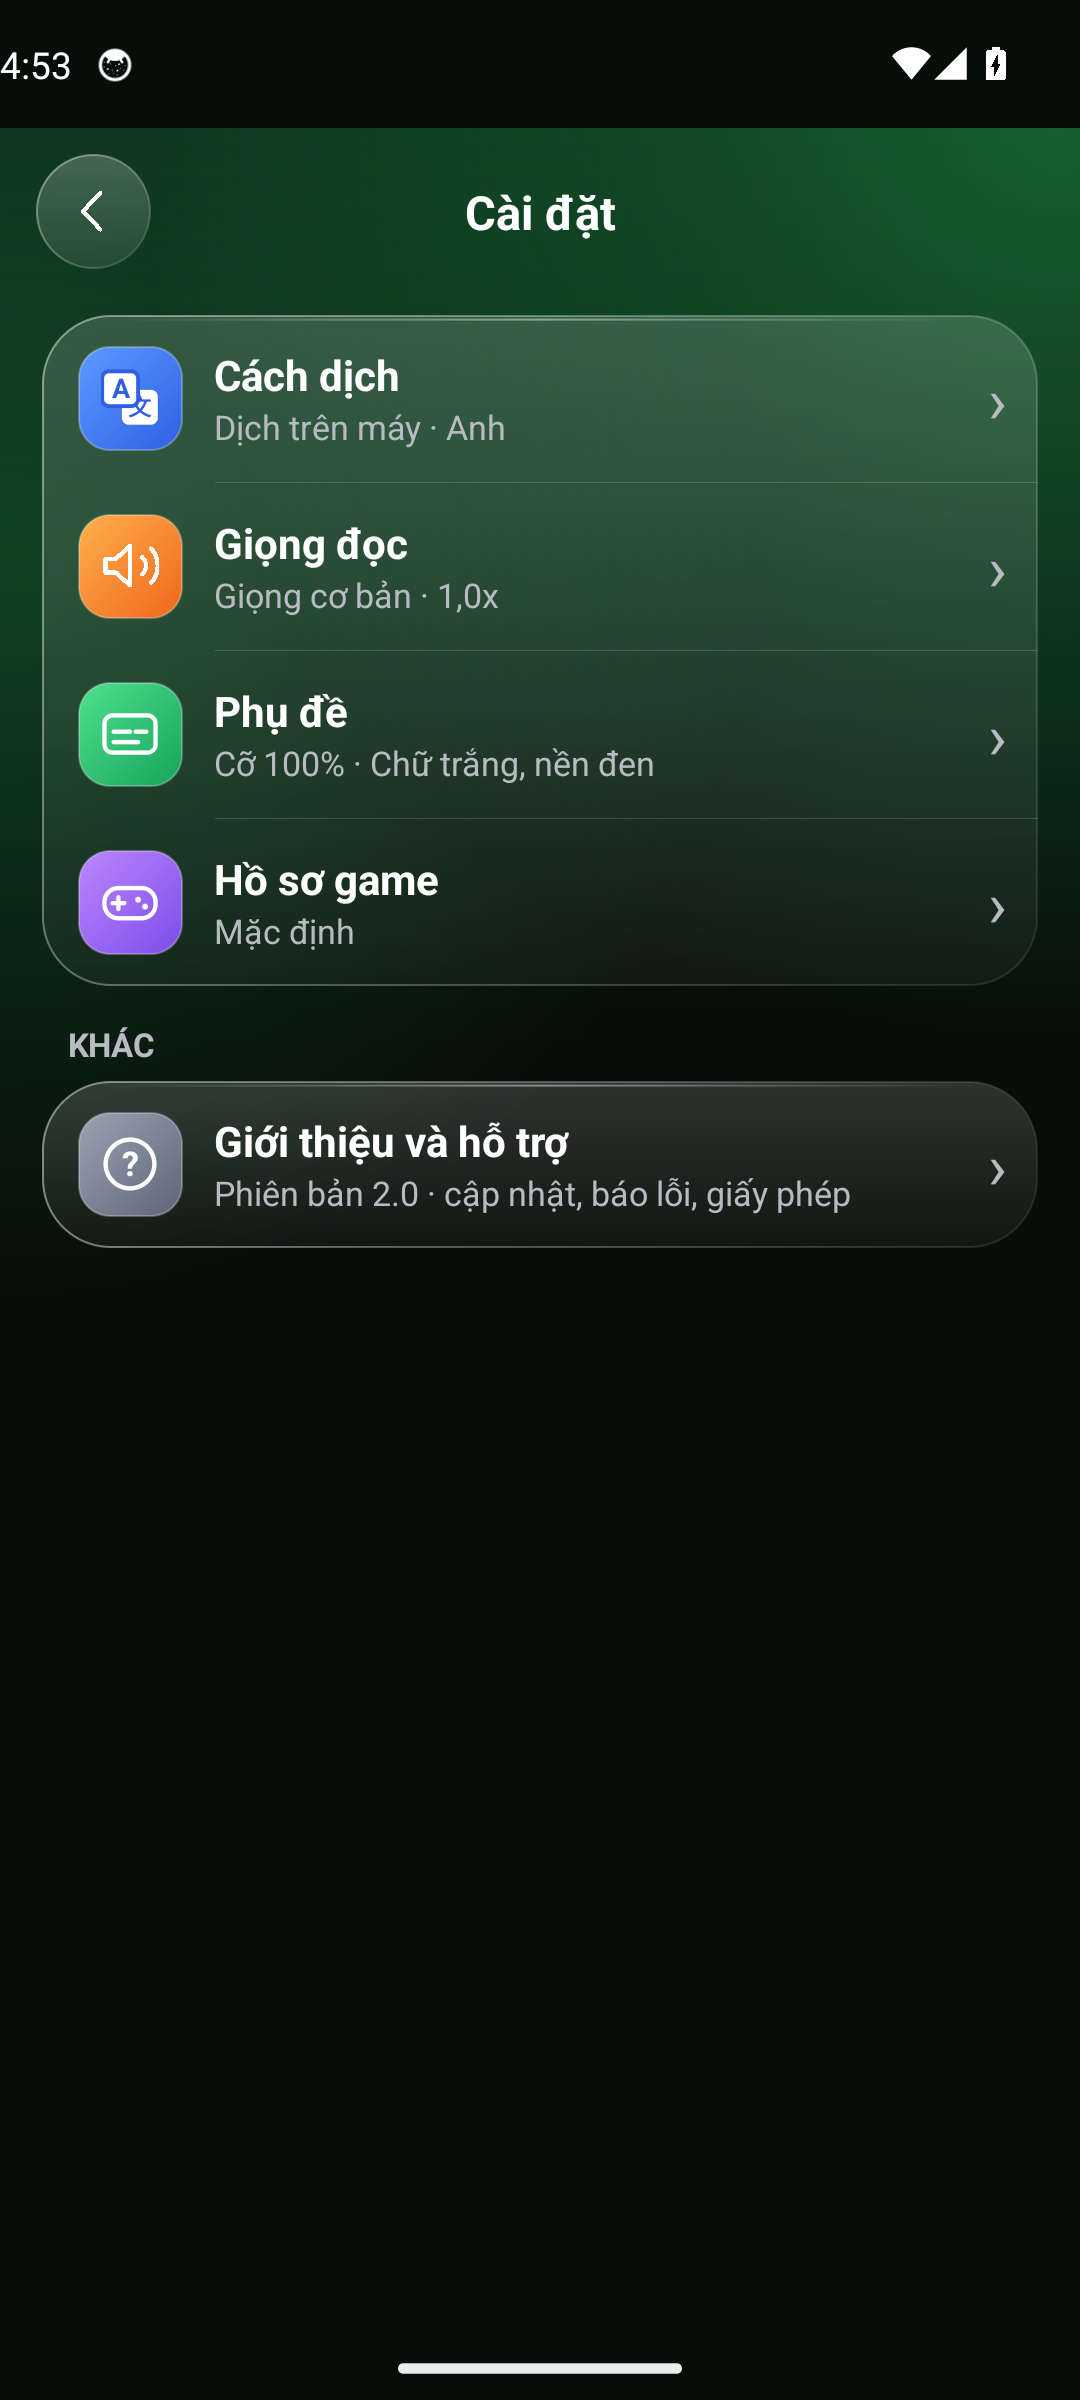 4:53
Cài đặt
A
文
Cách dịch
Dịch trên máy · Anh
Giọng đọc
Giọng cơ bản · 1,0x
Phụ đề
Cỡ 100% · Chữ trắng, nền đen
Hồ sơ game
Mặc định
KHÁC
?
Giới thiệu và hỗ trợ
Phiên bản 2.0 · cập nhật, báo lỗi, giấy phép